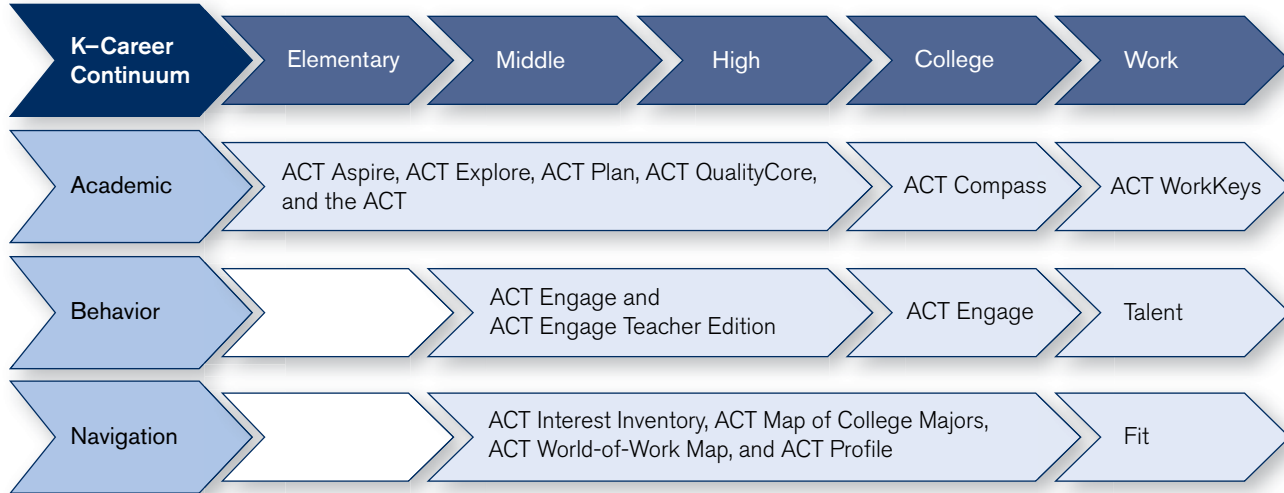 K–Career
Continuum
Elementary
Middle
High
College
Work
Academic
ACT Aspire, ACT Explore, ACT Plan, ACT QualityCore,
and the ACT
ACT Compass
ACT WorkKeys
Behavior
ACT Engage and
ACT Engage Teacher Edition
ACT Engage
Talent
Navigation
ACT Interest Inventory, ACT Map of College Majors,
ACT World-of-Work Map, and ACT Profile
Fit